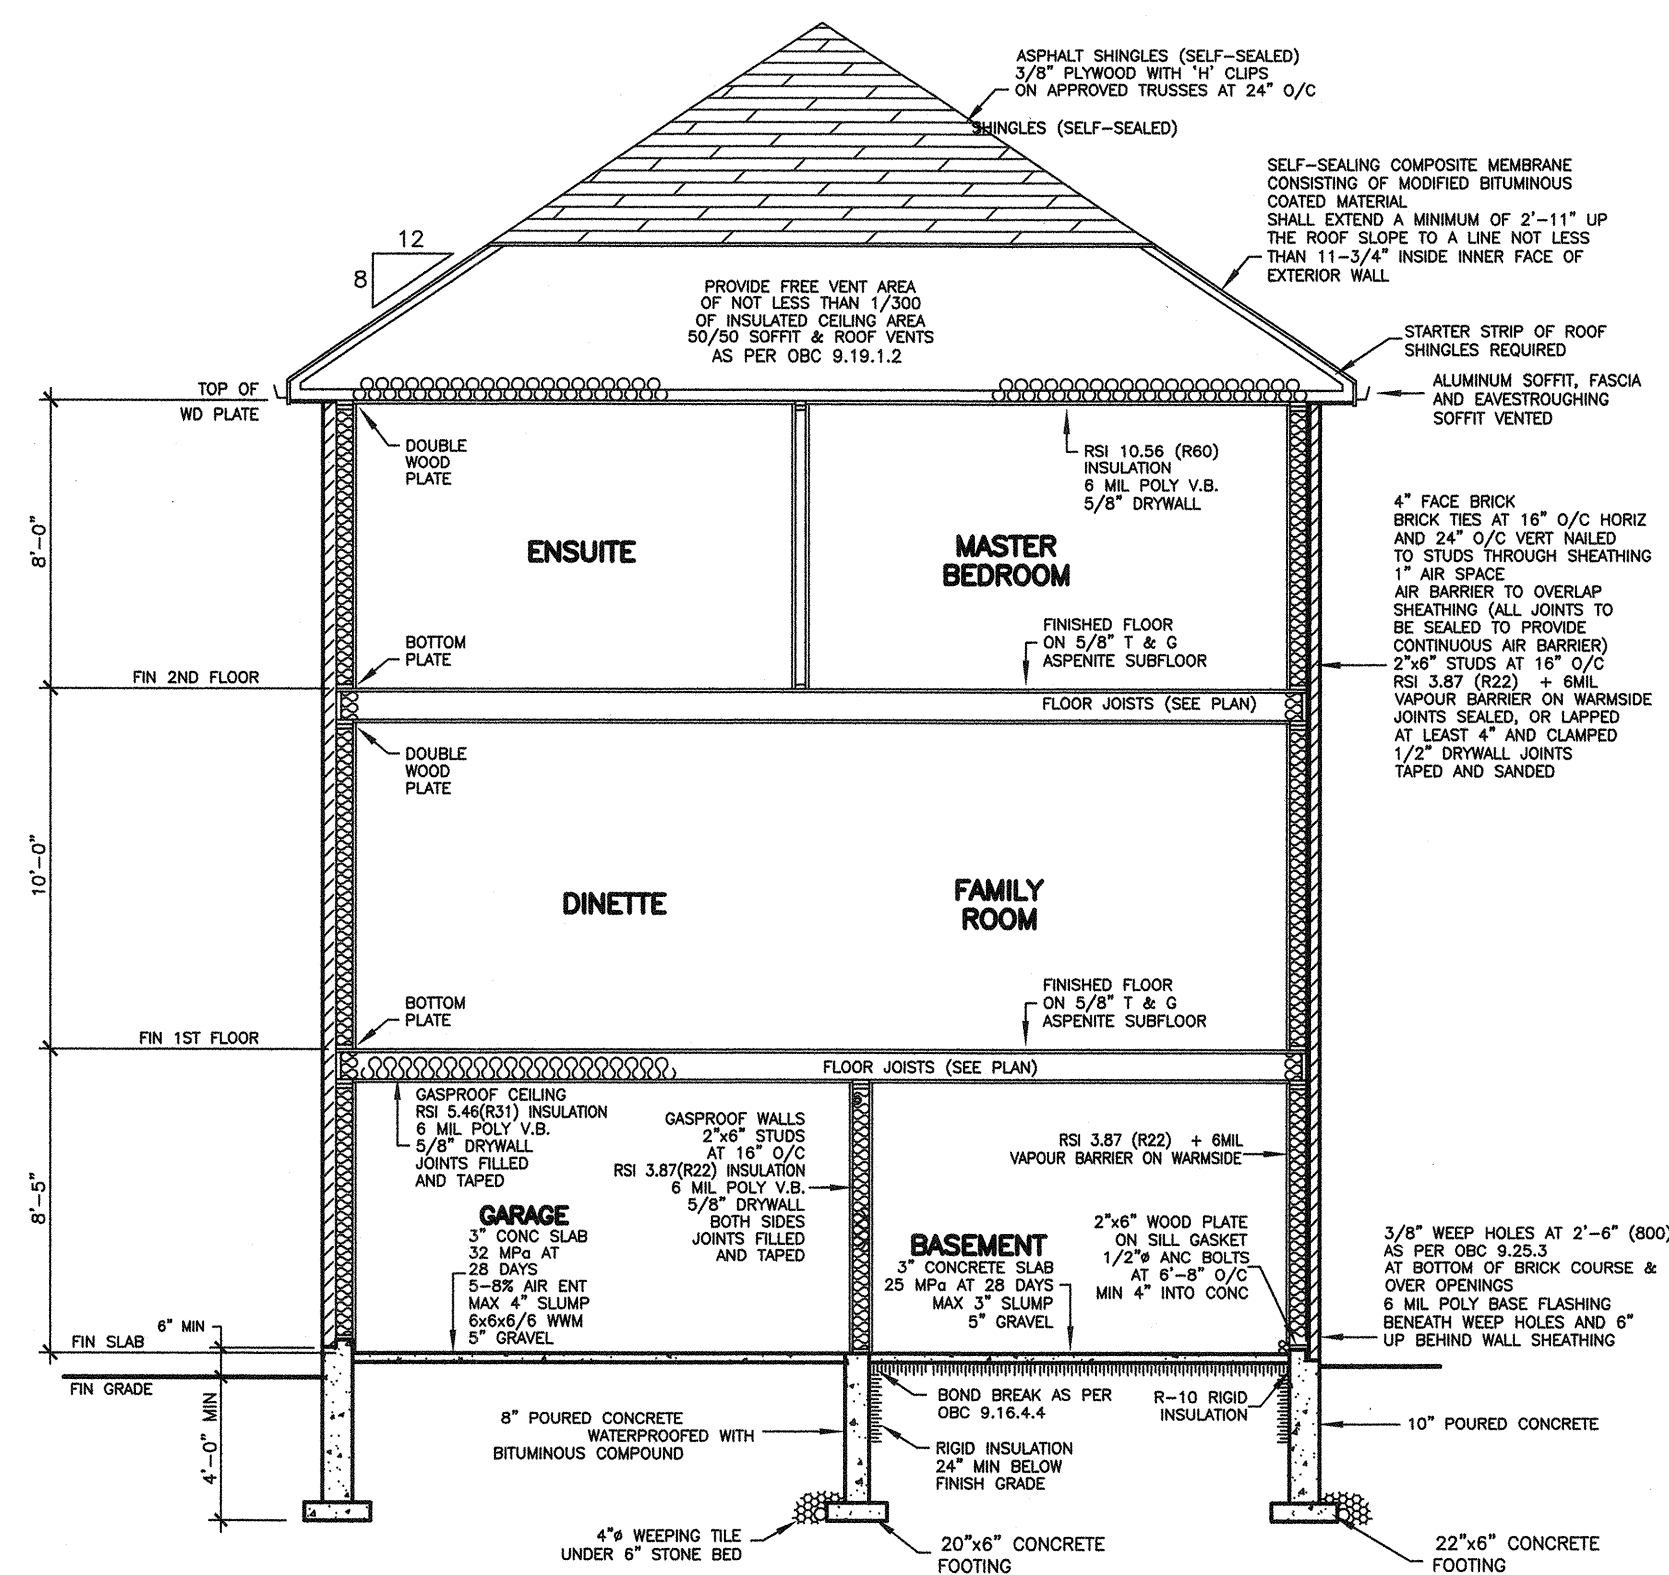 ASPHALT SHINGLES (SELF-SEALED)
3/8" PLYWOOD WITH 'H' CLIPS
ON APPROVED TRUSSES AT 24" O/C
SHINGLES (SELF-SEALED)
SELF-SEALING COMPOSITE MEMBRANE
CONSISTING OF MODIFIED BITUMINOUS
COATED MATERIAL
SHALL EXTEND A MINIMUM OF 2'-11" UP
THE ROOF SLOPE TO A LINE NOT LESS
THAN 11-3/4" INSIDE INNER FACE OF
EXTERIOR WALL
12
8
PROVIDE FREE VENT AREA
OF NOT LESS THAN 1/300
OF INSULATED CEILING AREA
50/50 SOFFIT & ROOF VENTS
AS PER OBC 9.19.1.2
STARTER STRIP OF ROOF
SHINGLES REQUIRED
ALUMINUM SOFFIT, FASCIA
AND EAVESTROUGHING
SOFFIT VENTED
TOP OF
WD PLATE
DOUBLE
WOOD
PLATE
RSI 10.56 (R60)
INSULATION
6 MIL POLY V.B.
5/8" DRYWALL
8'-0"
ENSUITE
MASTER
BEDROOM
4" FACE BRICK
BRICK TIES AT 16" O/C HORIZ
AND 24" O/C VERT NAILED
TO STUDS THROUGH SHEATHING
1" AIR SPACE
AIR BARRIER TO OVERLAP
SHEATHING (ALL JOINTS TO
BE SEALED TO PROVIDE
CONTINUOUS AIR BARRIER)
2"x6" STUDS AT 16" O/C
RSI 3.87 (R22) + 6MIL
VAPOUR BARRIER ON WARMSIDE
JOINTS SEALED, OR LAPPED
AT LEAST 4" AND CLAMPED
1/2" DRYWALL JOINTS
TAPED AND SANDED
BOTTOM
PLATE
FINISHED FLOOR
ON 5/8" T & G
ASPENITE SUBFLOOR
FIN 2ND FLOOR
FLOOR JOISTS (SEE PLAN)
DOUBLE
WOOD
PLATE
10'-0"
DINETTE
FAMILY
ROOM
BOTTOM
PLATE
FINISHED FLOOR
ON 5/8" T & G
ASPENITE SUBFLOOR
FIN 1ST FLOOR
FLOOR JOISTS (SEE PLAN)
GASPROOF CEILING
RSI 5.46(R31) INSULATION
6 MIL POLY V.B.
5/8" DRYWALL
JOINTS FILLED
AND TAPED
GASPROOF WALLS
2"x6" STUDS
AT 16" O/C
RSI 3.87(R22) INSULATION
6 MIL POLY V.B.
5/8" DRYWALL
BOTH SIDES
JOINTS FILLED
AND TAPED
RSI 3.87 (R22) + 6MIL
VAPOUR BARRIER ON WARMSIDE
8'-5"
GARAGE
3" CONC SLAB
32 MPa AT
28 DAYS
5-8% AIR ENT
MAX 4" SLUMP
6x6x6/6 WWM
5" GRAVEL
BASEMENT
3" CONCRETE SLAB
25 MPa AT 28 DAYS
MAX 3" SLUMP
5" GRAVEL
2"x6" WOOD PLATE
ON SILL GASKET
1/2"ø ANC BOLTS
AT 6'-8" O/C
MIN 4" INTO CONC
3/8" WEEP HOLES AT 2'-6" (800)
AS PER OBC 9.25.3
AT BOTTOM OF BRICK COURSE &
OVER OPENINGS
6 MIL POLY BASE FLASHING
BENEATH WEEP HOLES AND 6"
UP BEHIND WALL SHEATHING
6" MIN
FIN SLAB
FIN GRADE
4'-0" MIN
8" POURED CONCRETE
WATERPROOFED WITH
BITUMINOUS COMPOUND
BOND BREAK AS PER
OBC 9.16.4.4
R-10 RIGID
INSULATION
10" POURED CONCRETE
RIGID INSULATION
24" MIN BELOW
FINISH GRADE
4"ø WEEPING TILE
UNDER 6" STONE BED
20"x6" CONCRETE
FOOTING
22"x6" CONCRETE
FOOTING